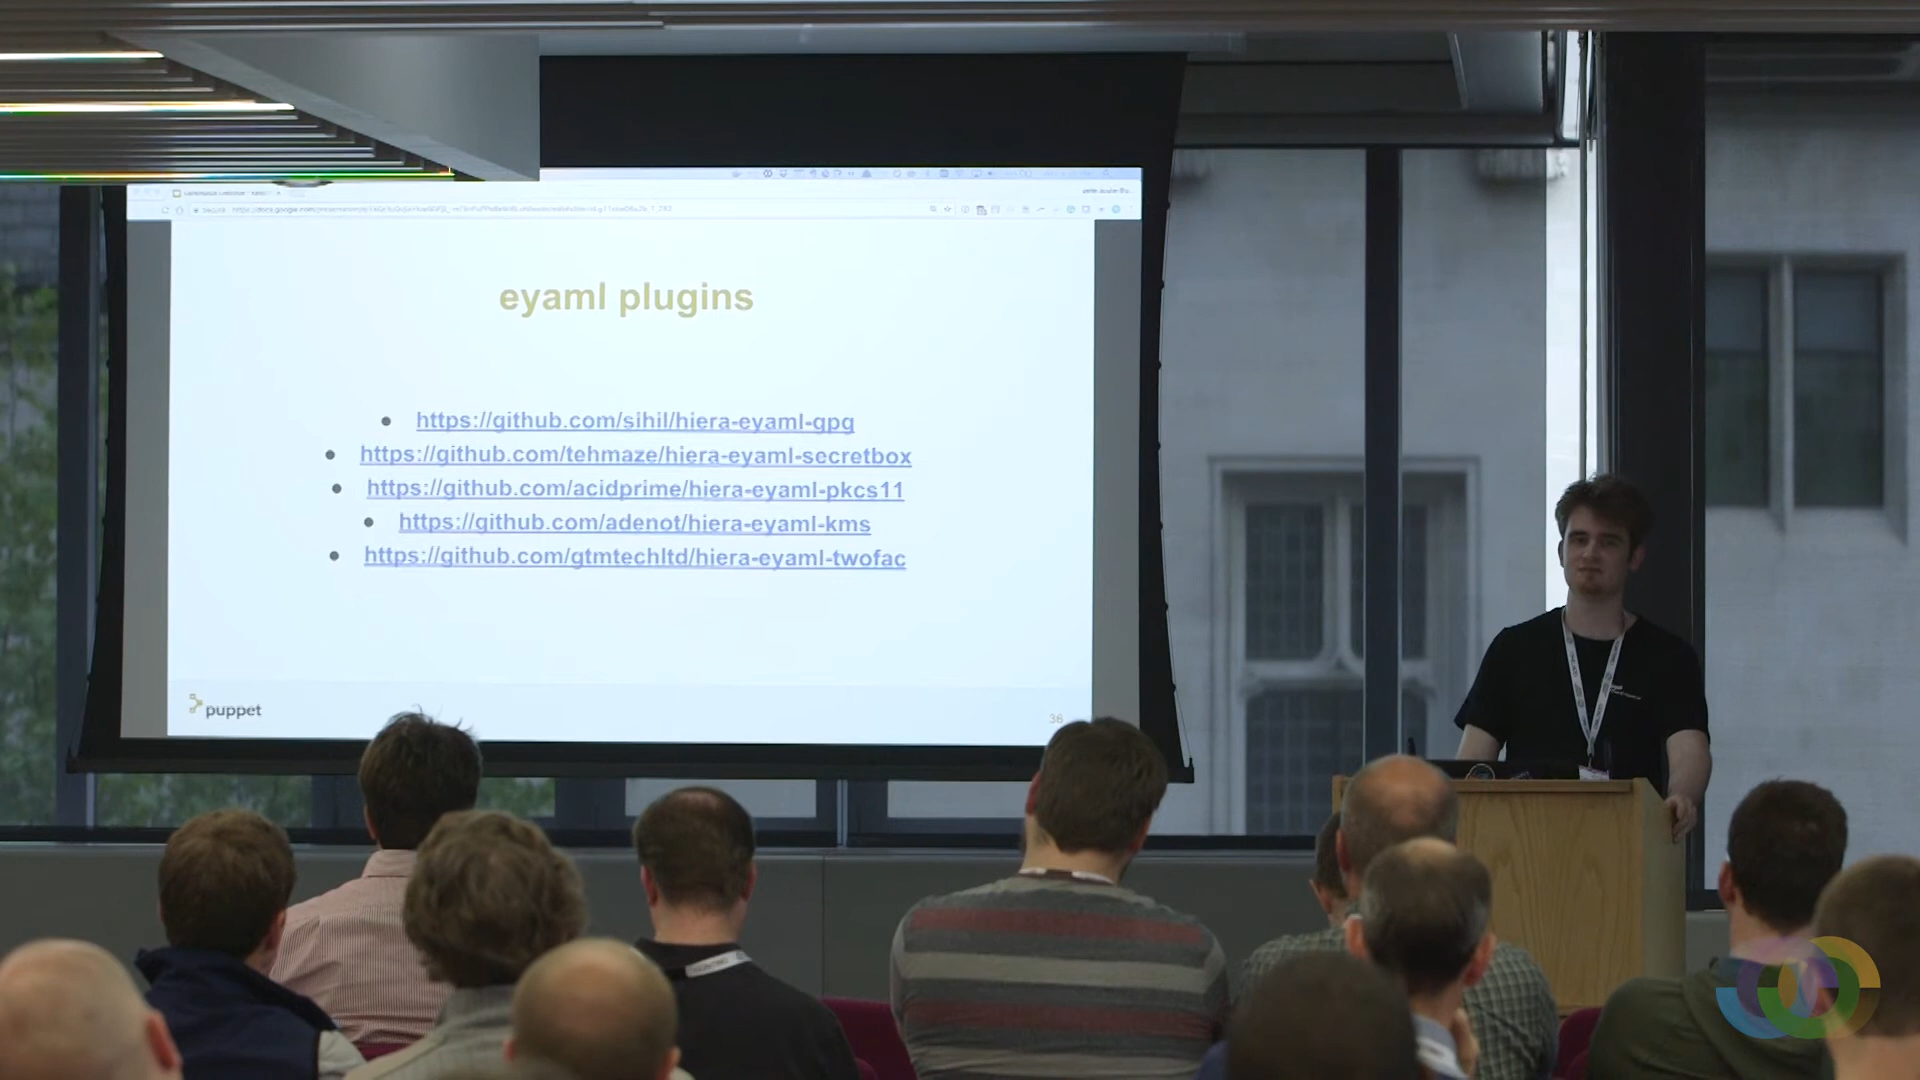 eyaml plugins
https://github.com/sihil/hiera-eyaml-gpg
https://github.com/tehmaze/hiera-eyaml-secretbox
https://github.com/acidprime/hiera-eyaml-pkcs11
https://github.com/adenot/hiera-eyaml-kms
https://github.com/gtmtechltd/hiera-eyaml-twofac
puppet
36